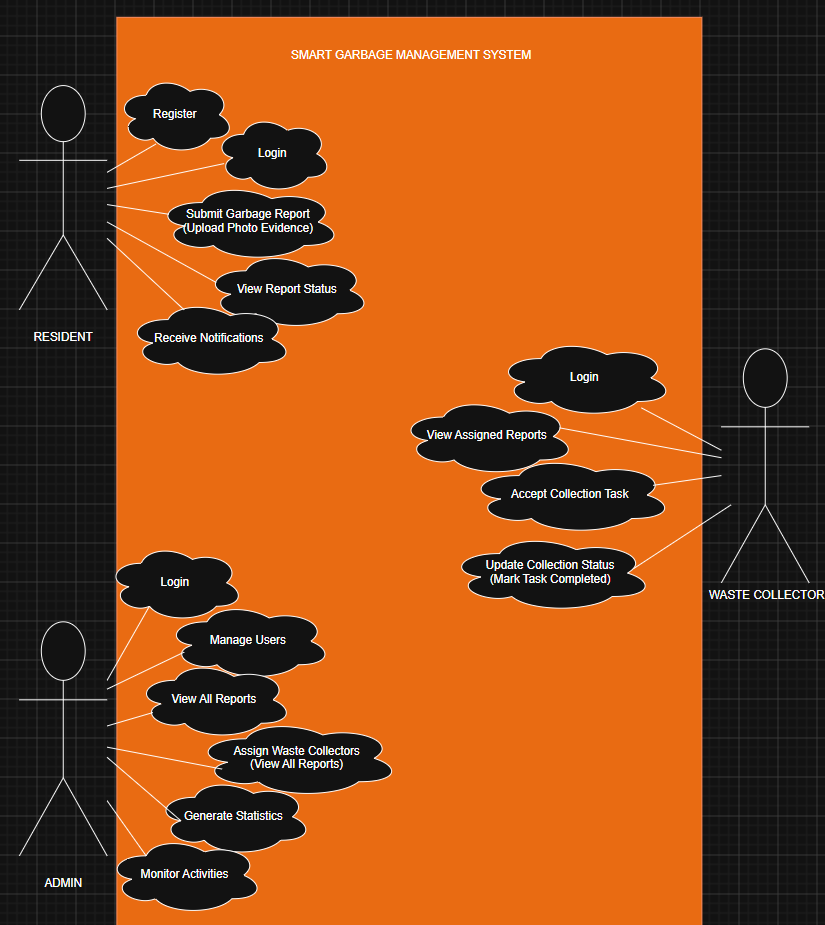 SMART GARBAGE MANAGEMENT SYSTEM
Register
Login
Submit Garbage Report
(Upload Photo Evidence)
View Report Status
Receive Notifications
RESIDENT
Login
View Assigned Reports
Accept Collection Task
Update Collection Status
(Mark Task Completed)
WASTE COLLECTOR
Login
Manage Users
View All Reports
Assign Waste Collectors
(View All Reports)
Generate Statistics
Monitor Activities
ADMIN